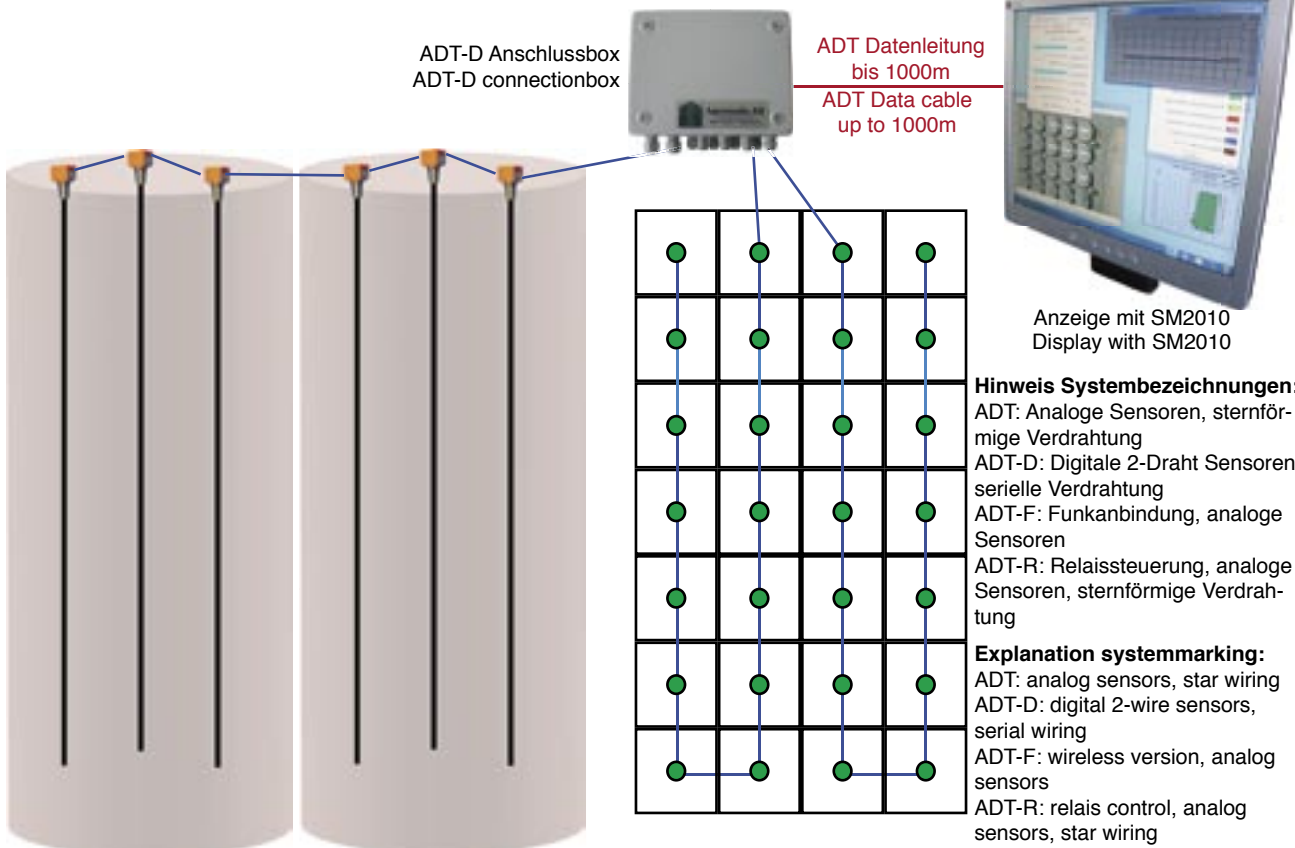 ADT-D Anschlussbox
ADT-D connectionbox
ADT Datenleitung
bis 1000m
ADT Data cable
up to 1000m
Anzeige mit SM2010
Display with SM2010
Hinweis Systembezeichnungen:
ADT: Analoge Sensoren, sternför-
mige Verdrahtung
ADT-D: Digitale 2-Draht Sensoren
serielle Verdrahtung
ADT-F: Funkanbindung, analoge
Sensoren
ADT-R: Relaissteuerung, analoge
Sensoren, sternförmige Verdrah-
tung
Explanation systemmarking:
ADT: analog sensors, star wiring
ADT-D: digital 2-wire sensors,
serial wiring
ADT-F: wireless version, analog
sensors
ADT-R: relais control, analog
sensors, star wiring